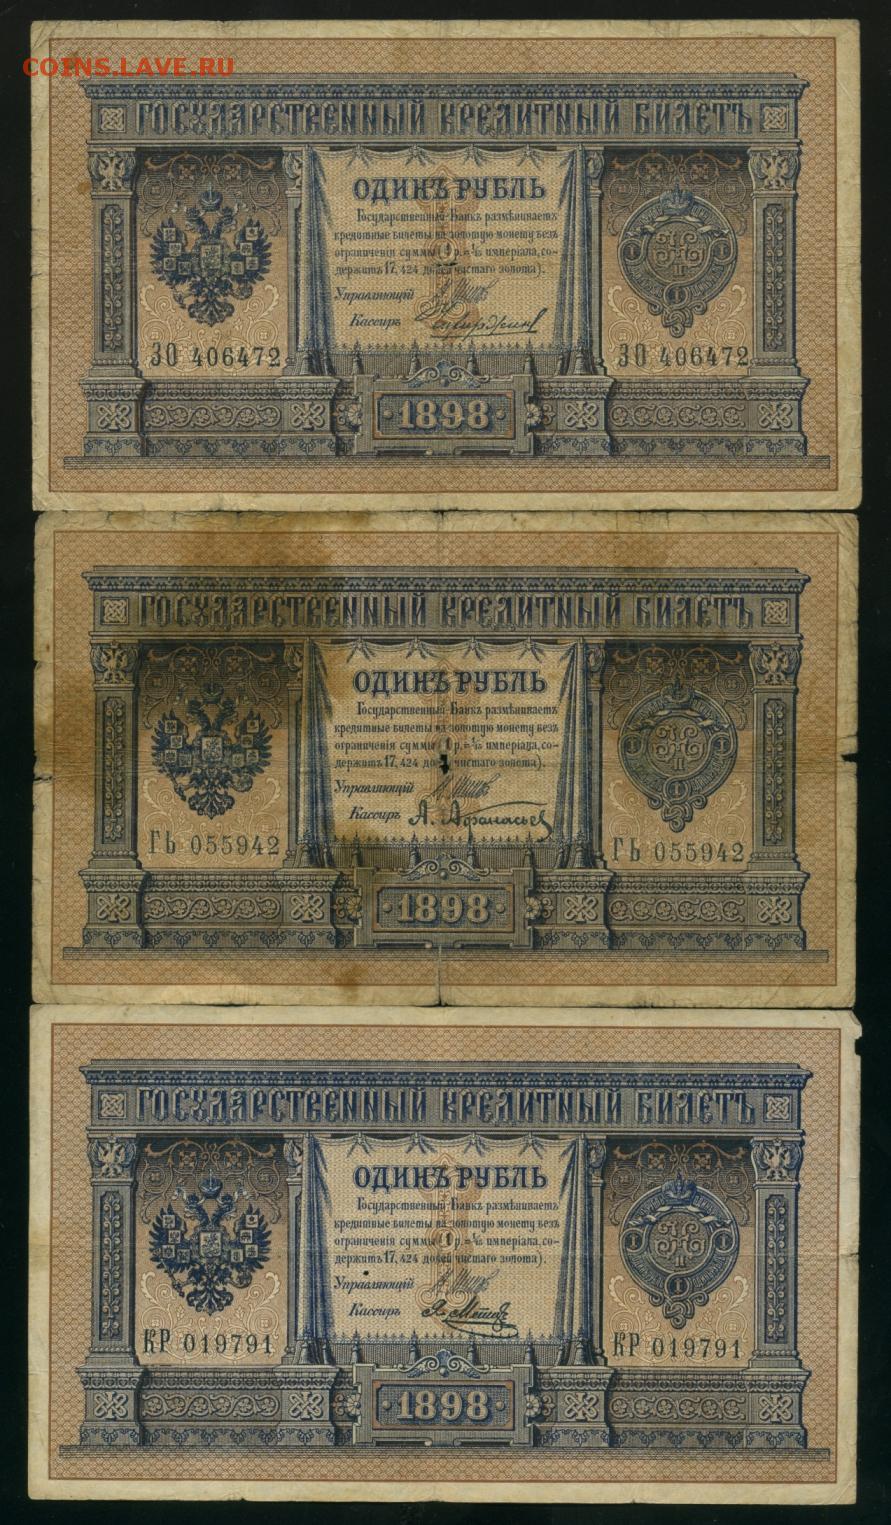 COINS.LAVE.RU
ГОСУДАРСТВЕННЫЙ КРЕДИТНЫЙ БИЛЕТЪ
ОДИНЪ РУБЛЬ
Государственный Банкъ размѣниваетъ
кредитные билеты на золотую монету безъ
ограниченія суммы (1 р. = 1/15 имперіала, со-
держитъ 17,424 долей чистаго золота).
Управляющій
Кассиръ
ЗО 406472 ЗО 406472
1898
ГОСУДАРСТВЕННЫЙ КРЕДИТНЫЙ БИЛЕТЪ
ОДИНЪ РУБЛЬ
Государственный Банкъ размѣниваетъ
кредитные билеты на золотую монету безъ
ограниченія суммы (1 р. = 1/15 имперіала, со-
держитъ 17,424 долей чистаго золота).
Управляющій
Кассиръ А. Афанасьев
ГЬ 055942 ГЬ 055942
1898
ГОСУДАРСТВЕННЫЙ КРЕДИТНЫЙ БИЛЕТЪ
ОДИНЪ РУБЛЬ
Государственный Банкъ размѣниваетъ
кредитные билеты на золотую монету безъ
ограниченія суммы (1 р. = 1/15 имперіала, со-
держитъ 17,424 долей чистаго золота).
Управляющій
Кассиръ Я. Метц
КР 019791 КР 019791
1898